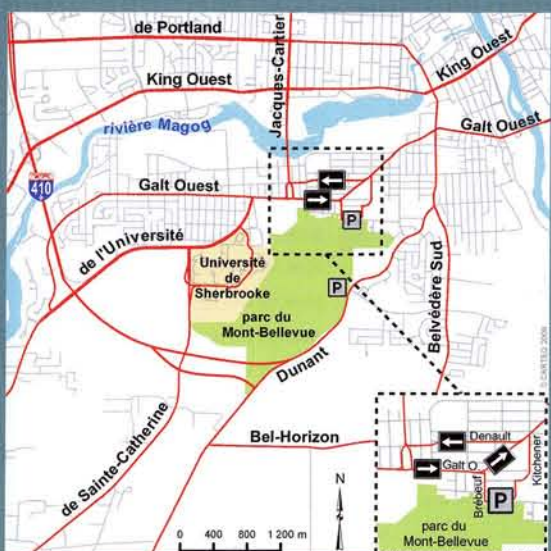 de Portland
King Ouest
Jacques-Cartier
King Ouest
rivière Magog
Galt Ouest
410
Galt Ouest
P
de l'Université
Université
de
Sherbrooke
P
parc du
Mont-Bellevue
Belvédère Sud
Dunant
© CARTEQ 2009
Bel-Horizon
de Sainte-Catherine
N
0 400 800 1 200 m
Denault
Galt O.
Kitchener
Brébeuf
P
parc du
Mont-Bellevue